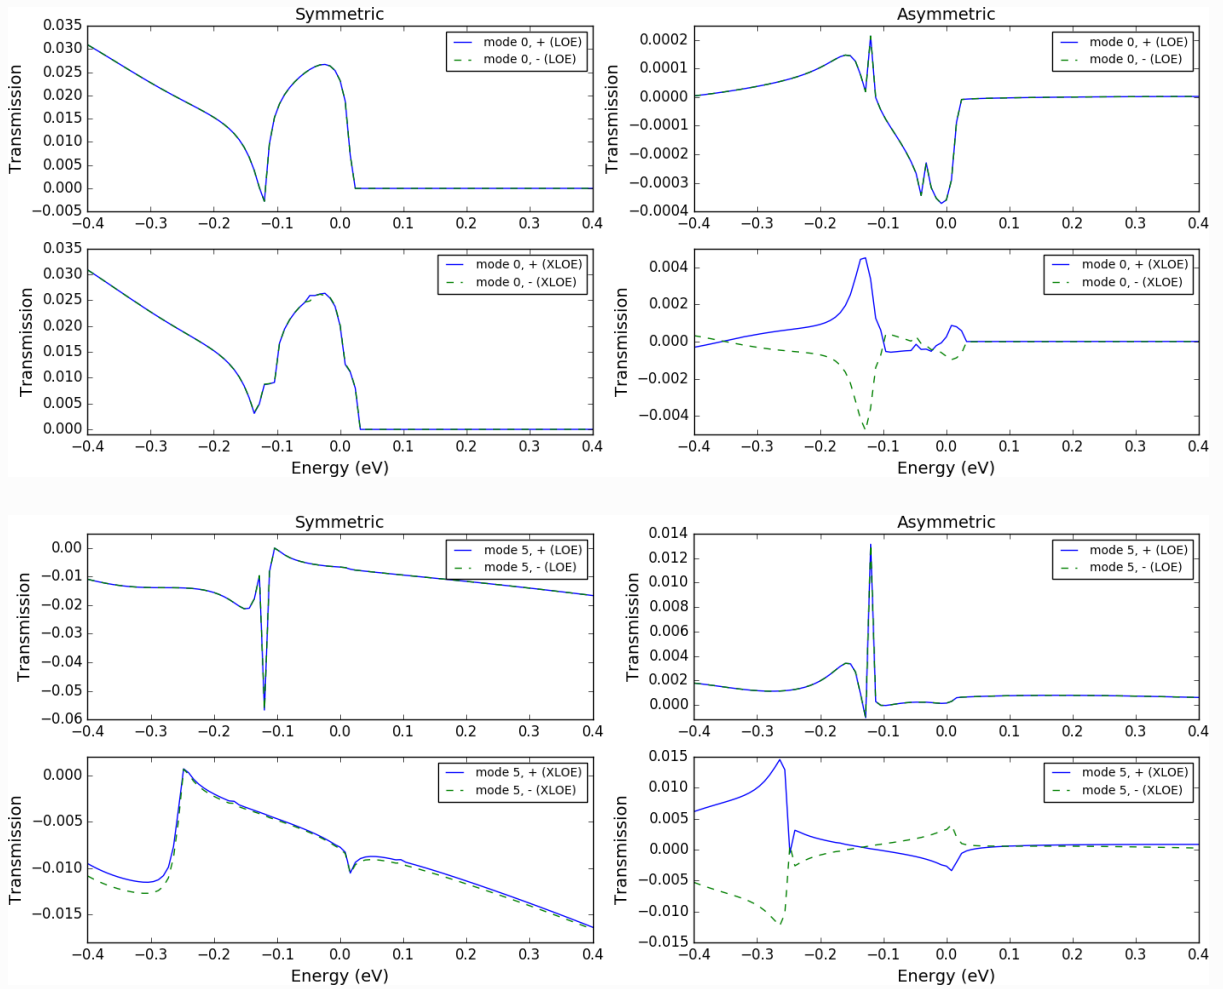 Symmetric
Transmission
0.035
0.030
0.025
0.020
0.015
0.010
0.005
0.000
−0.005
mode 0, + (LOE)
mode 0, - (LOE)
−0.4 −0.3 −0.2 −0.1 0.0 0.1 0.2 0.3 0.4
Asymmetric
Transmission
0.0002
0.0001
0.0000
−0.0001
−0.0002
−0.0003
−0.0004
mode 0, + (LOE)
mode 0, - (LOE)
−0.4 −0.3 −0.2 −0.1 0.0 0.1 0.2 0.3 0.4
Transmission
0.035
0.030
0.025
0.020
0.015
0.010
0.005
0.000
mode 0, + (XLOE)
mode 0, - (XLOE)
−0.4 −0.3 −0.2 −0.1 0.0 0.1 0.2 0.3 0.4
Energy (eV)
Transmission
0.004
0.002
0.000
−0.002
−0.004
mode 0, + (XLOE)
mode 0, - (XLOE)
−0.4 −0.3 −0.2 −0.1 0.0 0.1 0.2 0.3 0.4
Energy (eV)
Symmetric
Transmission
0.00
−0.01
−0.02
−0.03
−0.04
−0.05
−0.06
mode 5, + (LOE)
mode 5, - (LOE)
−0.4 −0.3 −0.2 −0.1 0.0 0.1 0.2 0.3 0.4
Asymmetric
Transmission
0.014
0.012
0.010
0.008
0.006
0.004
0.002
0.000
mode 5, + (LOE)
mode 5, - (LOE)
−0.4 −0.3 −0.2 −0.1 0.0 0.1 0.2 0.3 0.4
Transmission
0.000
−0.005
−0.010
−0.015
mode 5, + (XLOE)
mode 5, - (XLOE)
−0.4 −0.3 −0.2 −0.1 0.0 0.1 0.2 0.3 0.4
Energy (eV)
Transmission
0.015
0.010
0.005
0.000
−0.005
−0.010
−0.015
mode 5, + (XLOE)
mode 5, - (XLOE)
−0.4 −0.3 −0.2 −0.1 0.0 0.1 0.2 0.3 0.4
Energy (eV)